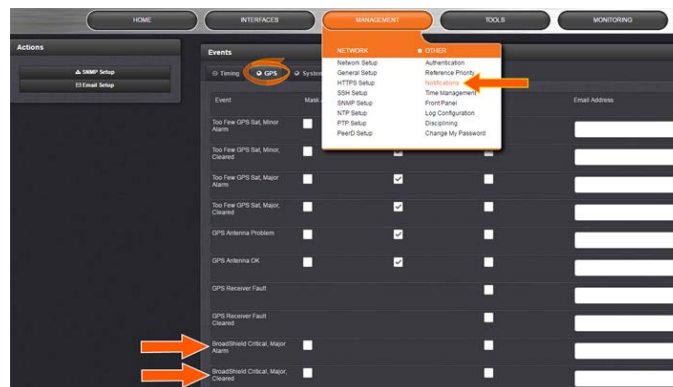 HOME
INTERFACES
MANAGEMENT
TOOLS
MONITORING
Actions
SNMP Setup
Email Setup
Events
Timing
GPS
System
NETWORK
OTHER
Network Setup
Authentication
General Setup
Reference Priority
HTTPS Setup
Notifications
SSH Setup
Time Management
SNMP Setup
Front Panel
NTP Setup
Log Configuration
PTP Setup
Disciplining
PeerD Setup
Change My Password
Event
Mask
Email Address
Too Few GPS Sat, Minor
Alarm
Too Few GPS Sat, Minor,
Cleared
Too Few GPS Sat, Major
Alarm
Too Few GPS Sat, Major,
Cleared
GPS Antenna Problem
GPS Antenna OK
GPS Receiver Fault
GPS Receiver Fault
Cleared
BroadShield Critical, Major
Alarm
BroadShield Critical, Major,
Cleared